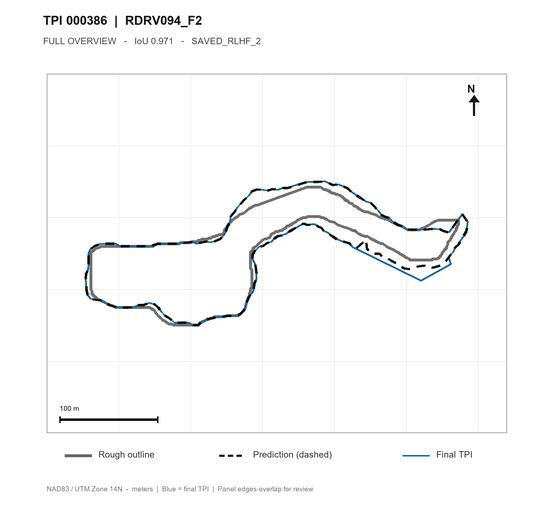 TPI 000386 | RDRV094_F2
FULL OVERVIEW - IoU 0.971 - SAVED_RLHF_2
N
100 m
Rough outline
Prediction (dashed)
Final TPI
NAD83 / UTM Zone 14N - meters | Blue = final TPI | Panel edges overlap for review